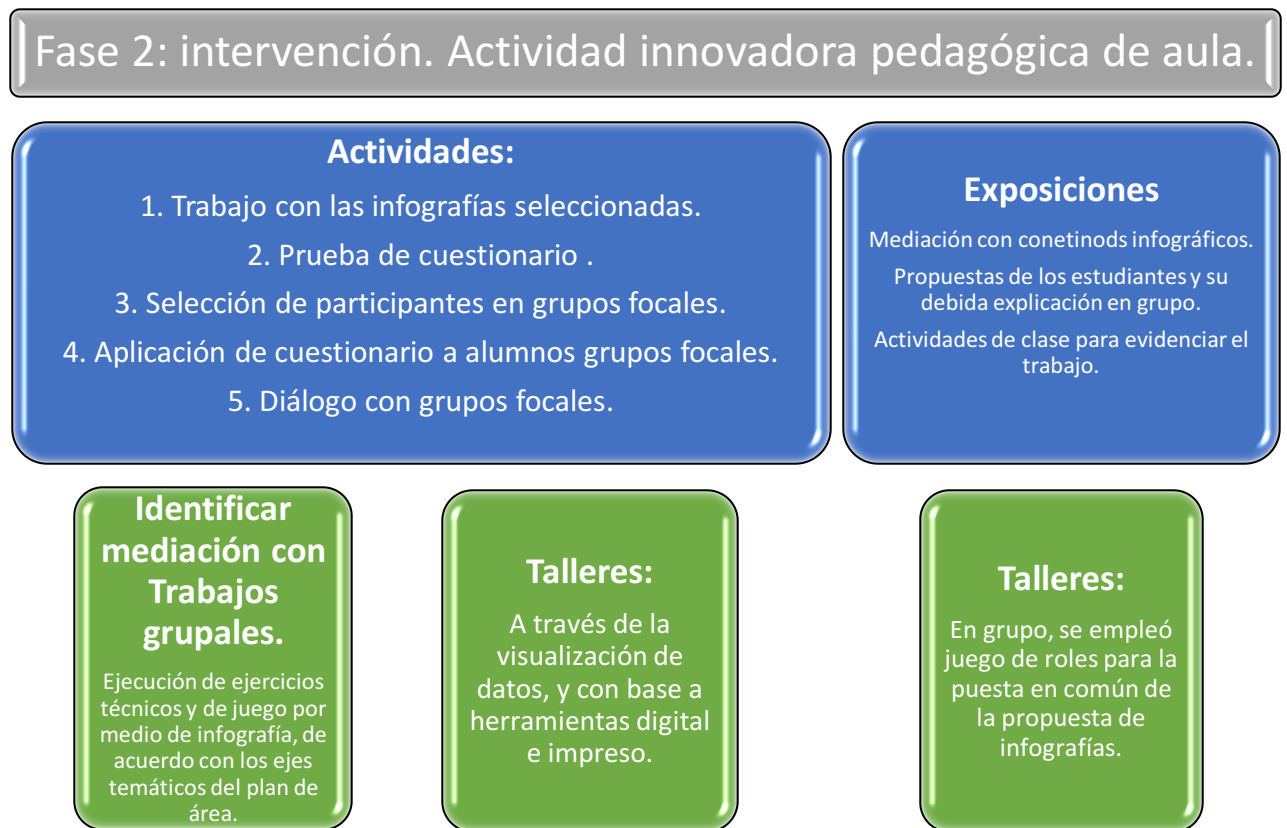 Fase 2: intervención. Actividad innovadora pedagógica de aula.
Actividades:
1. Trabajo con las infografías seleccionadas.
2. Prueba de cuestionario .
3. Selección de participantes en grupos focales.
4. Aplicación de cuestionario a alumnos grupos focales.
5. Diálogo con grupos focales.
Exposiciones
Mediación con conetinods infográficos.
Propuestas de los estudiantes y su
debida explicación en grupo.
Actividades de clase para evidenciar el
trabajo.
Identificar
mediación con
Trabajos
grupales.
Ejecución de ejercicios
técnicos y de juego por
medio de infografía, de
acuerdo con los ejes
temáticos del plan de
área.
Talleres:
A través de la
visualización de
datos, y con base a
herramientas digital
e impreso.
Talleres:
En grupo, se empleó
juego de roles para la
puesta en común de
la propuesta de
infografías.